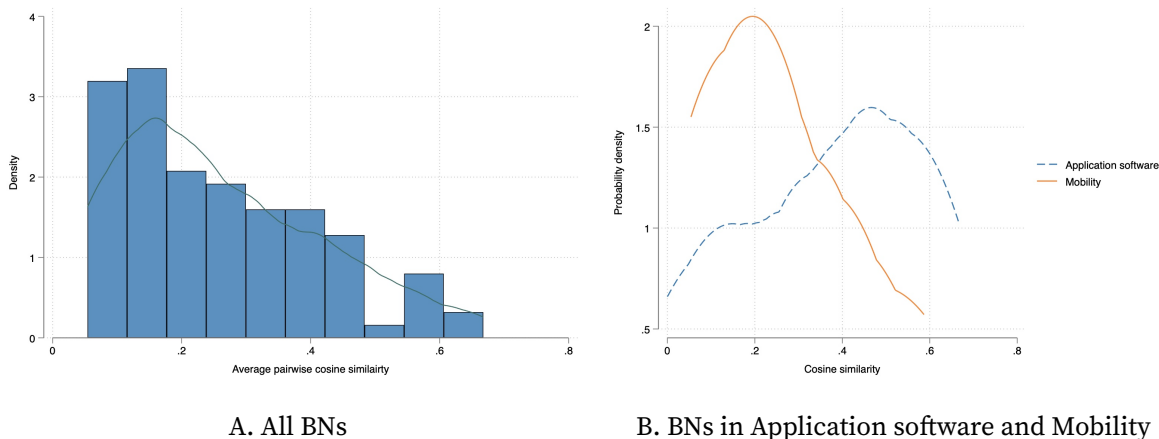 4
3
2
1
0
Density
0
.2
.4
.6
.8
Average pairwise cosine similairty
A. All BNs
2
1.5
1
.5
Probability density
0
.2
.4
.6
.8
Cosine similarity
Application software
Mobility
B. BNs in Application software and Mobility